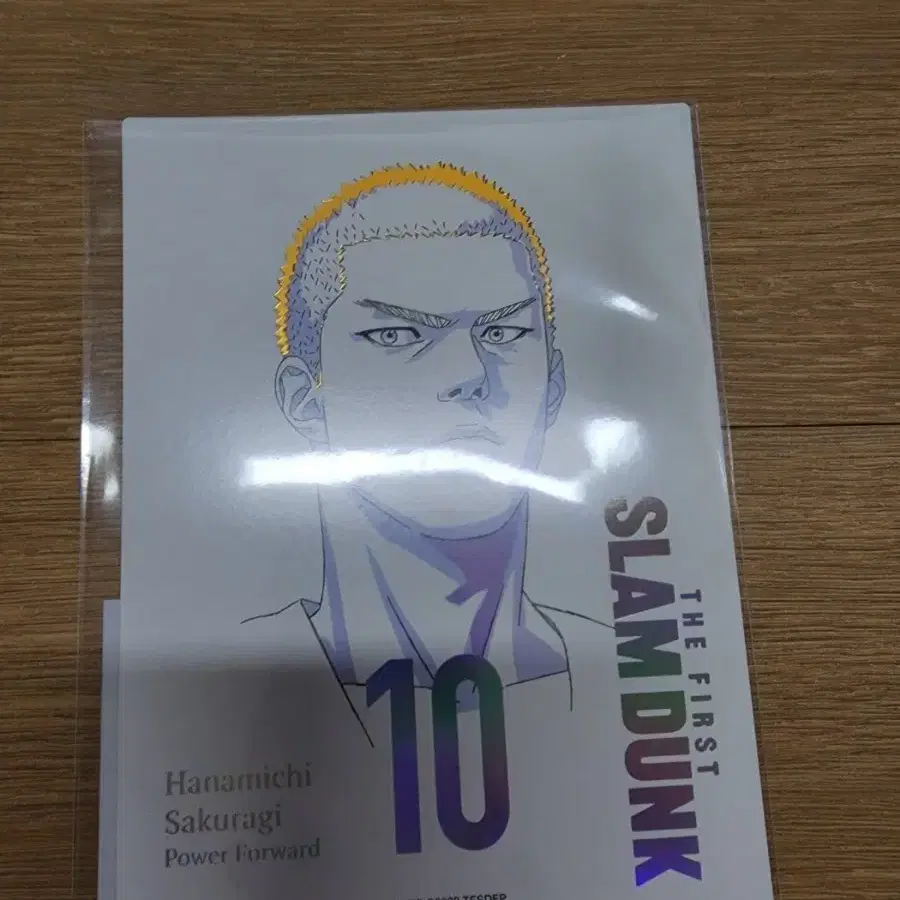 THE FIRST
SLAM DUNK
10
Hanamichi
Sakuragi
Power Forward